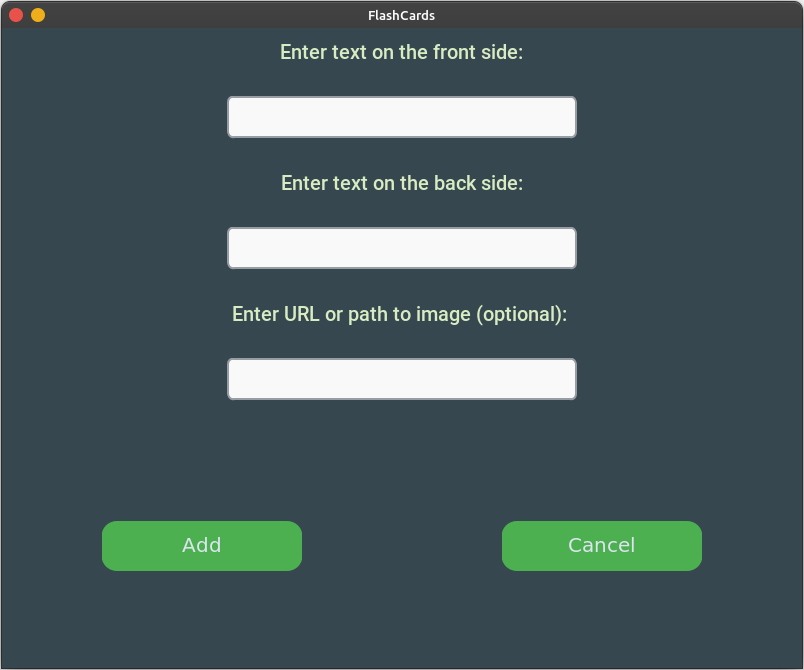 FlashCards
Enter text on the front side:
Enter text on the back side:
Enter URL or path to image (optional):
Add
Cancel